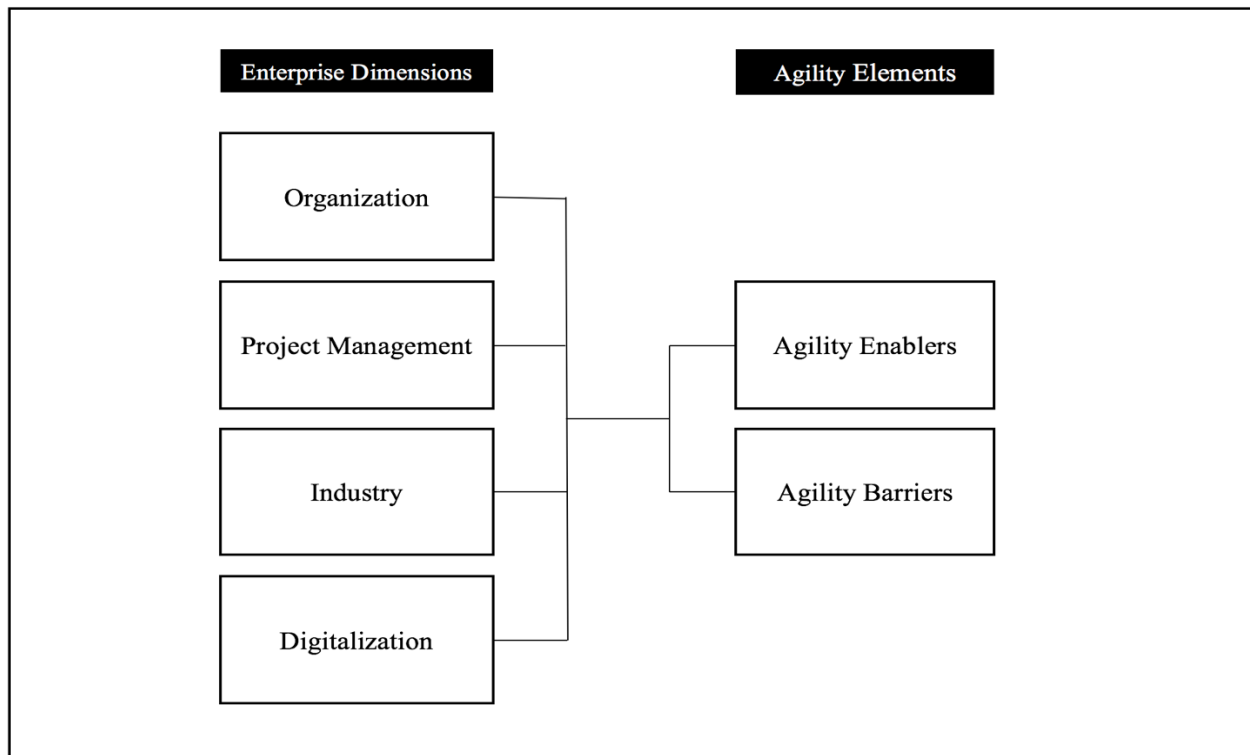 Enterprise Dimensions
Agility Elements
Organization
Project Management
Agility Enablers
Industry
Agility Barriers
Digitalization